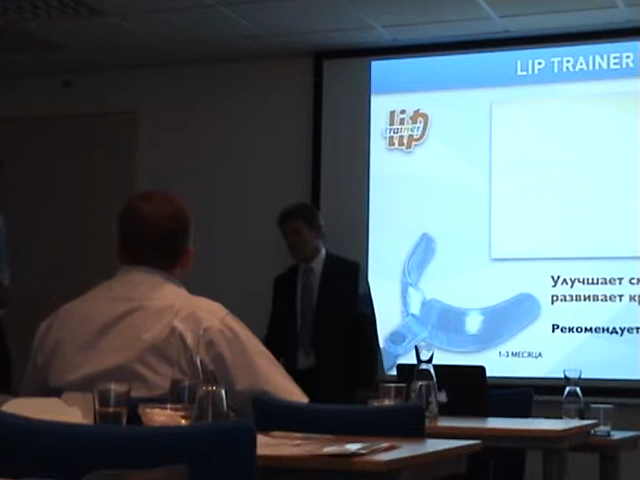 LIP TRAINER
Lip
trainer
Улучшает
развивает
Рекомендует
1-3 МЕСЯЦА